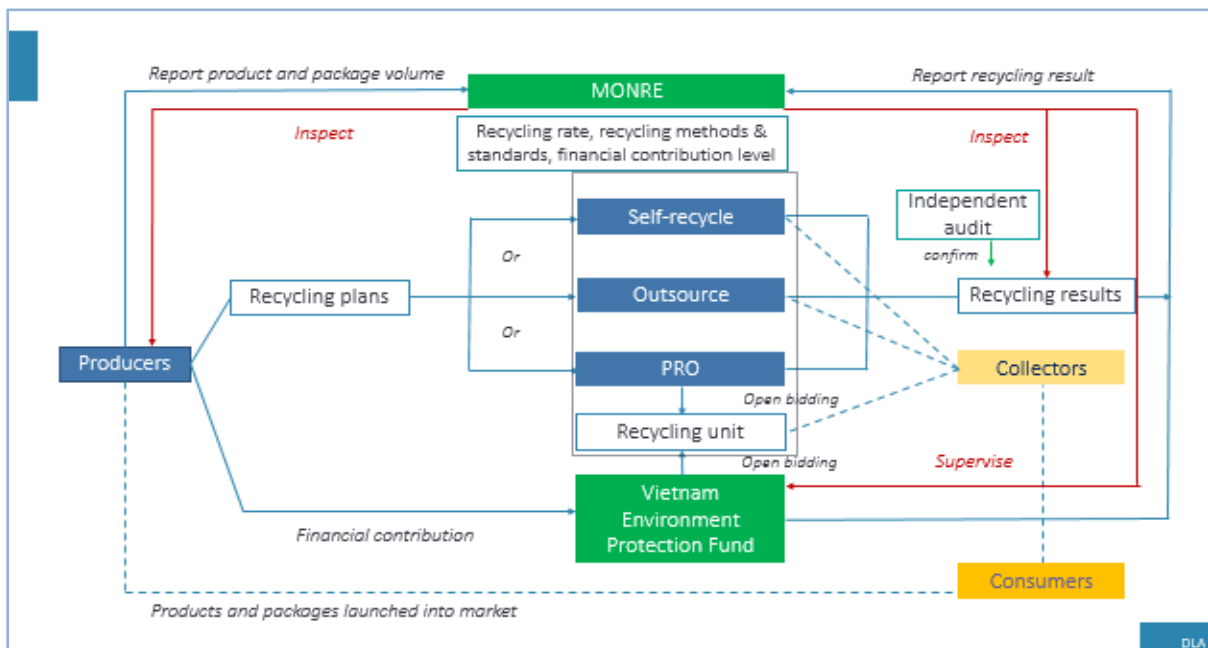 Report product and package volume
MONRE
Report recycling result
Inspect
Recycling rate, recycling methods &
standards, financial contribution level
Inspect
Self-recycle
Independent
audit
Or
confirm
Recycling plans
Outsource
Recycling results
Or
Producers
PRO
Collectors
Open bidding
Recycling unit
Open bidding
Supervise
Vietnam
Environment
Protection Fund
Financial contribution
Consumers
Products and packages launched into market
DLA